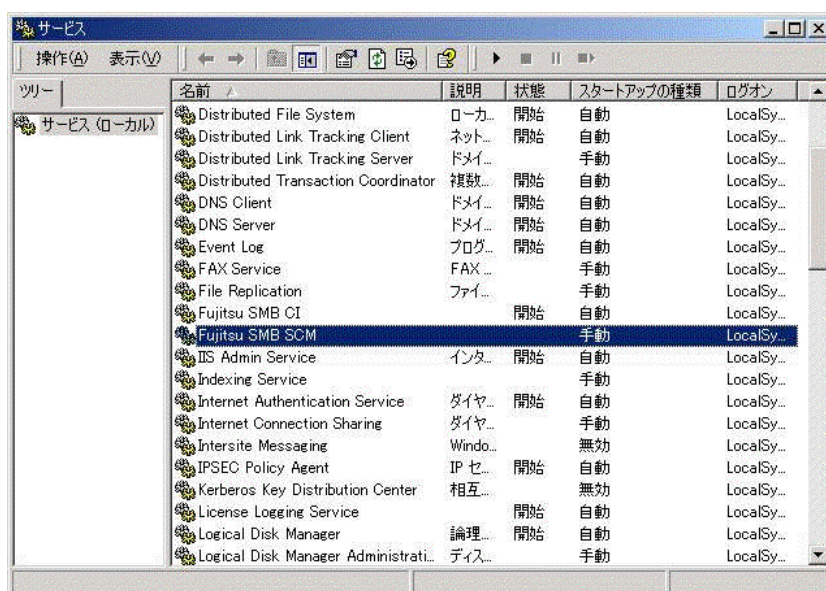 サービス
操作(A) 表示(V)
ツリー
サービス (ローカル)
名前 説明 状態 スタートアップの種類 ログオン
Distributed File System ローカ... 開始 自動 LocalSy...
Distributed Link Tracking Client ネット... 開始 自動 LocalSy...
Distributed Link Tracking Server ドメイ... 手動 LocalSy...
Distributed Transaction Coordinator 複数... 開始 自動 LocalSy...
DNS Client ドメイ... 開始 自動 LocalSy...
DNS Server ドメイ... 開始 自動 LocalSy...
Event Log プログ... 開始 自動 LocalSy...
FAX Service FAX ... 手動 LocalSy...
File Replication ファイ... 手動 LocalSy...
Fujitsu SMB CI 開始 自動 LocalSy...
Fujitsu SMB SCM 手動 LocalSy...
IIS Admin Service インタ... 開始 自動 LocalSy...
Indexing Service 手動 LocalSy...
Internet Authentication Service ダイヤ... 開始 自動 LocalSy...
Internet Connection Sharing ダイヤ... 手動 LocalSy...
Intersite Messaging Windo... 無効 LocalSy...
IPSEC Policy Agent IP セ... 開始 自動 LocalSy...
Kerberos Key Distribution Center 相互... 無効 LocalSy...
License Logging Service 開始 自動 LocalSy...
Logical Disk Manager 論理... 開始 自動 LocalSy...
Logical Disk Manager Administrati... ディス... 手動 LocalSy...